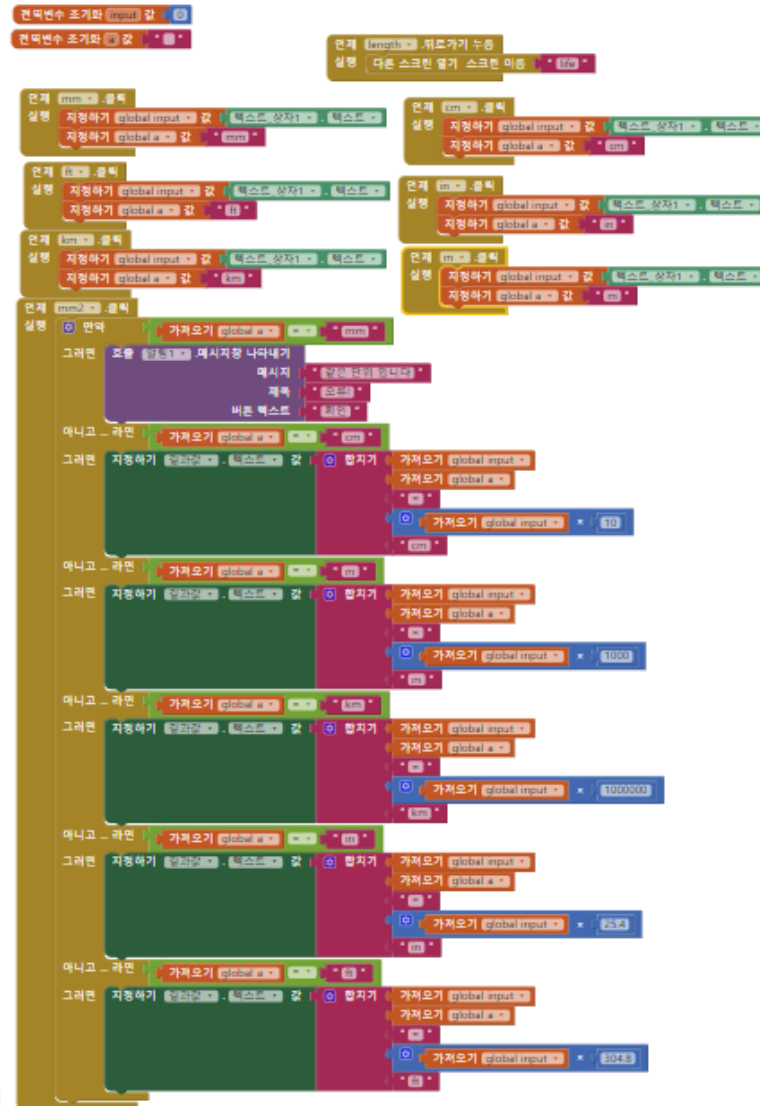 전역변수 초기화 input 값 0
전역변수 초기화 a 값 " "
언제 length .뒤로가기 누름
실행 다른 스크린 열기 스크린 이름 " life "
언제 mm .클릭
실행 지정하기 global input 값 텍스트_상자1 . 텍스트
지정하기 global a 값 " mm "
언제 cm .클릭
실행 지정하기 global input 값 텍스트_상자1 . 텍스트
지정하기 global a 값 " cm "
언제 ft .클릭
실행 지정하기 global input 값 텍스트_상자1 . 텍스트
지정하기 global a 값 " ft "
언제 in .클릭
실행 지정하기 global input 값 텍스트_상자1 . 텍스트
지정하기 global a 값 " in "
언제 km .클릭
실행 지정하기 global input 값 텍스트_상자1 . 텍스트
지정하기 global a 값 " km "
언제 m .클릭
실행 지정하기 global input 값 텍스트_상자1 . 텍스트
지정하기 global a 값 " m "
언제 mm2 .클릭
실행 만약 가져오기 global a = " mm "
그러면 호출 알림1 .메시지창 나타내기
메시지 " 같은 단위 입니다 "
제목 " 오류! "
버튼 텍스트 " 확인 "
아니고 ... 라면 가져오기 global a = " cm "
그러면 지정하기 결과값 . 텍스트 값 합치기 가져오기 global input
가져오기 global a
" = "
가져오기 global input × 10
" cm "
아니고 ... 라면 가져오기 global a = " m "
그러면 지정하기 결과값 . 텍스트 값 합치기 가져오기 global input
가져오기 global a
" = "
가져오기 global input × 1000
" m "
아니고 ... 라면 가져오기 global a = " km "
그러면 지정하기 결과값 . 텍스트 값 합치기 가져오기 global input
가져오기 global a
" = "
가져오기 global input × 1000000
" km "
아니고 ... 라면 가져오기 global a = " in "
그러면 지정하기 결과값 . 텍스트 값 합치기 가져오기 global input
가져오기 global a
" = "
가져오기 global input × 25.4
" in "
아니고 ... 라면 가져오기 global a = " ft "
그러면 지정하기 결과값 . 텍스트 값 합치기 가져오기 global input
가져오기 global a
" = "
가져오기 global input × 304.8
" ft "